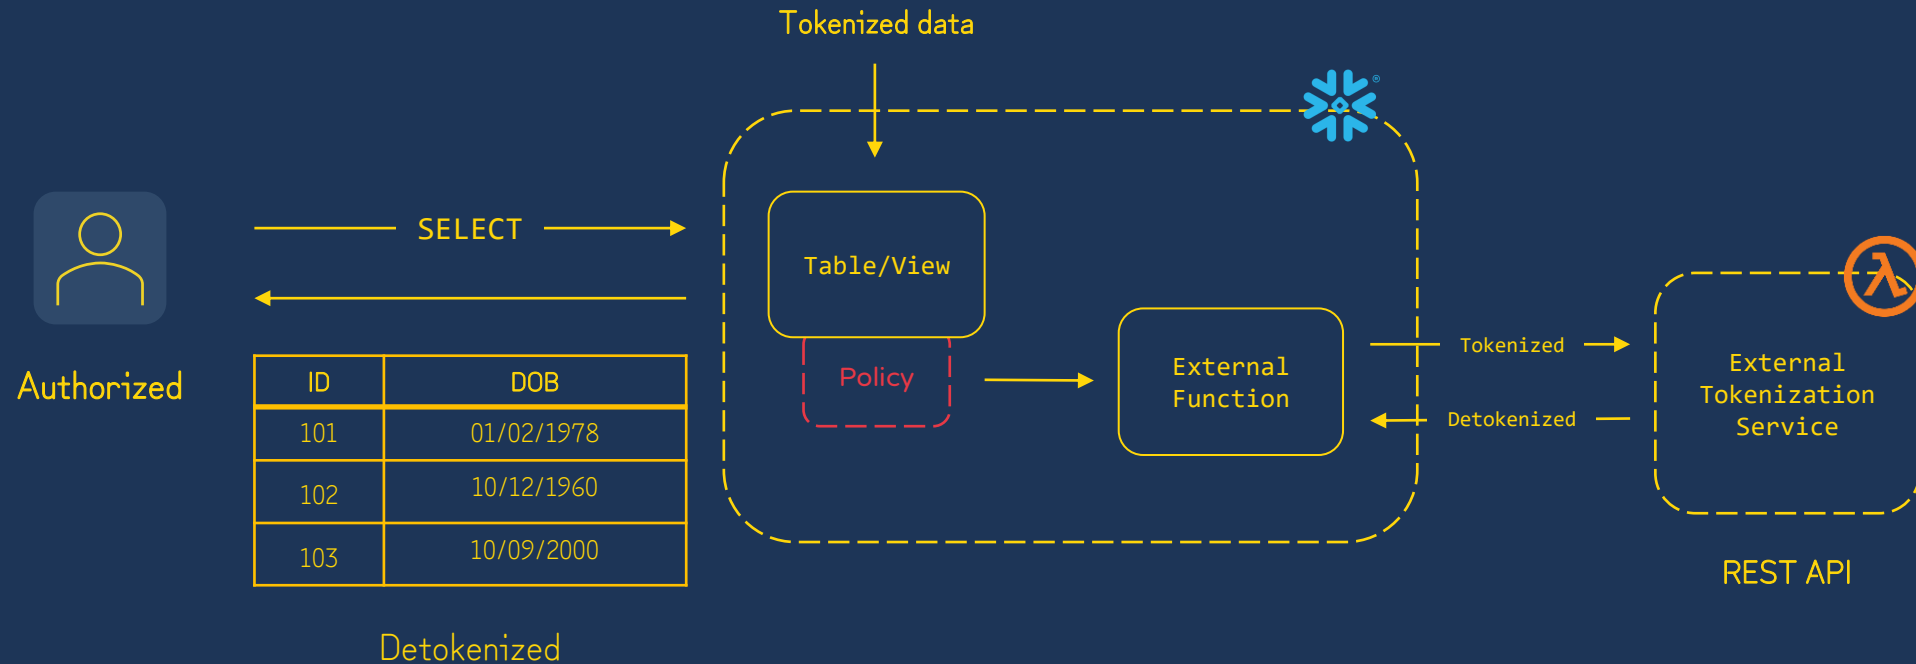 Tokenized data
®
SELECT
Table/View
Policy
External
Function
Tokenized
Detokenized
External
Tokenization
Service
REST API
Authorized
ID DOB
101 01/02/1978
102 10/12/1960
103 10/09/2000
Detokenized